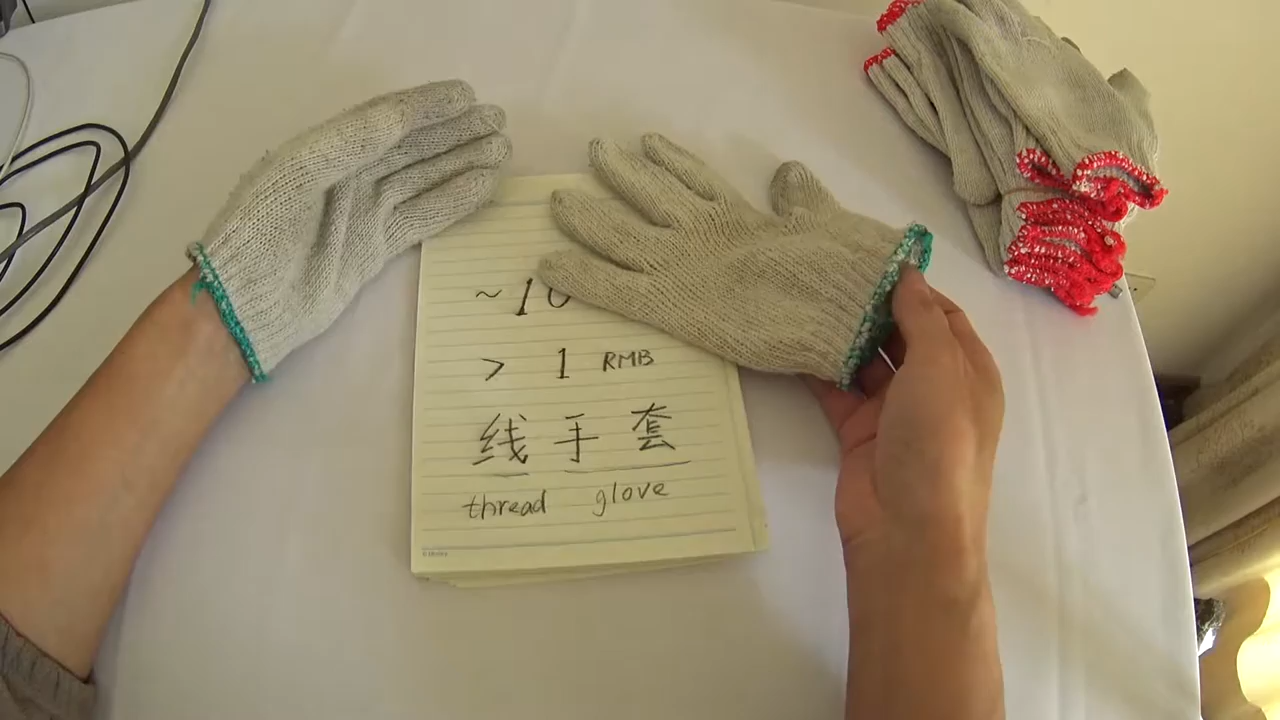 ~10
> 1 RMB
线手套
thread glove